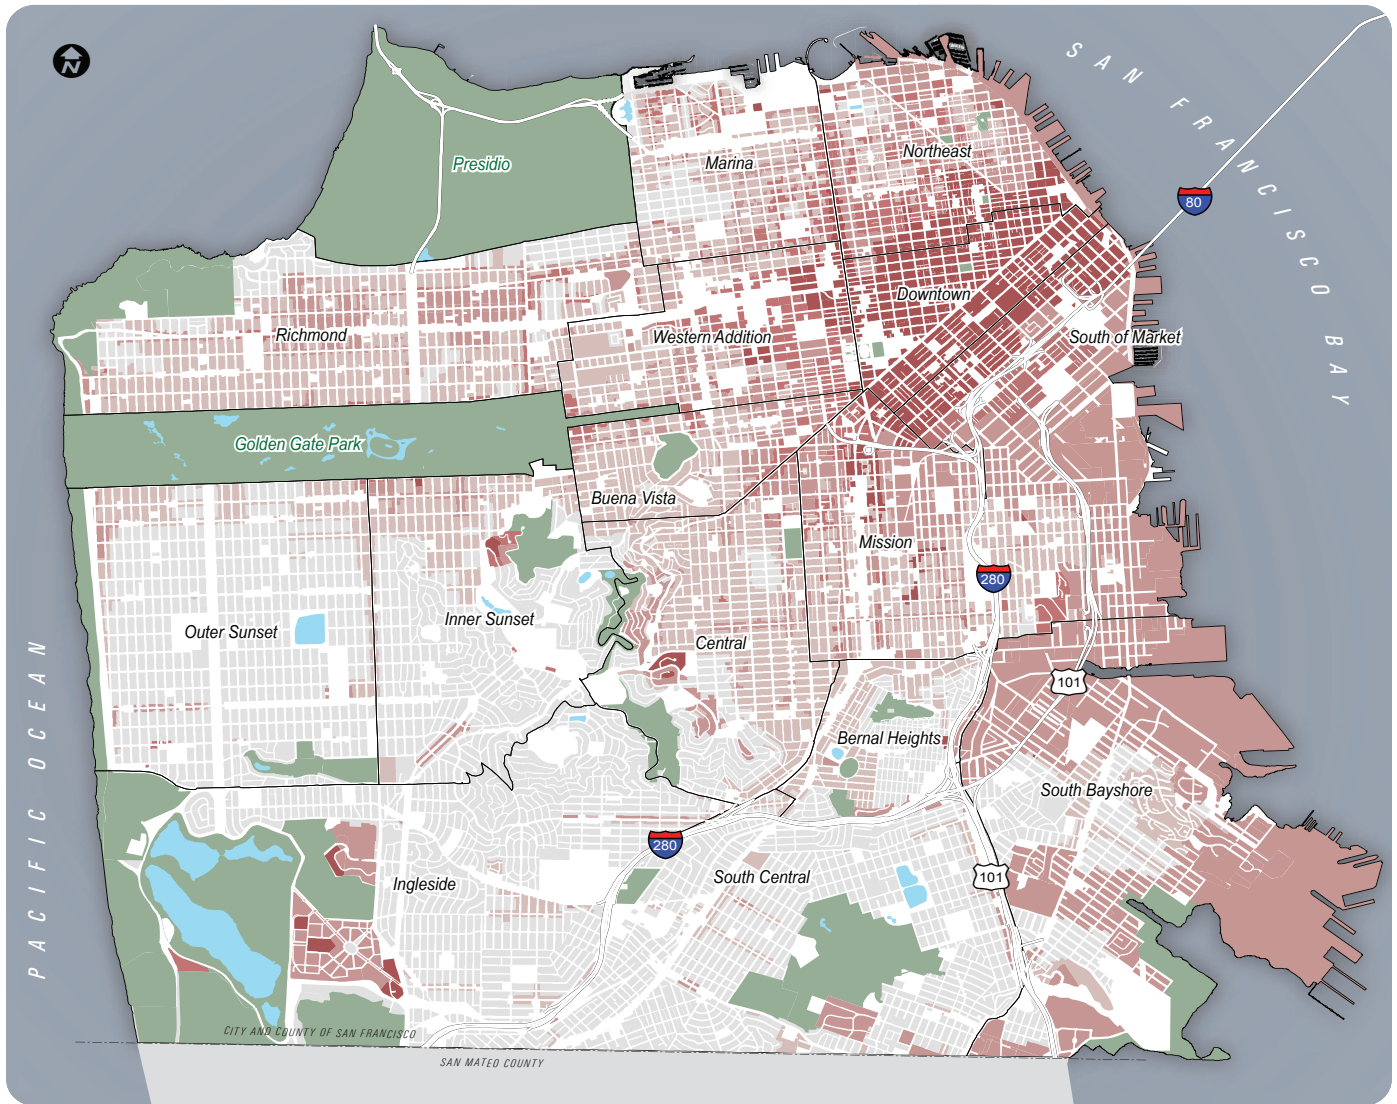 N
SAN FRANCISCO BAY
80
Presidio
Marina
Northeast
Downtown
Richmond
Western Addition
South of Market
Golden Gate Park
Buena Vista
Mission
280
Outer Sunset
Inner Sunset
Central
101
Bernal Heights
South Bayshore
PACIFIC OCEAN
280
Ingleside
South Central
101
CITY AND COUNTY OF SAN FRANCISCO
SAN MATEO COUNTY